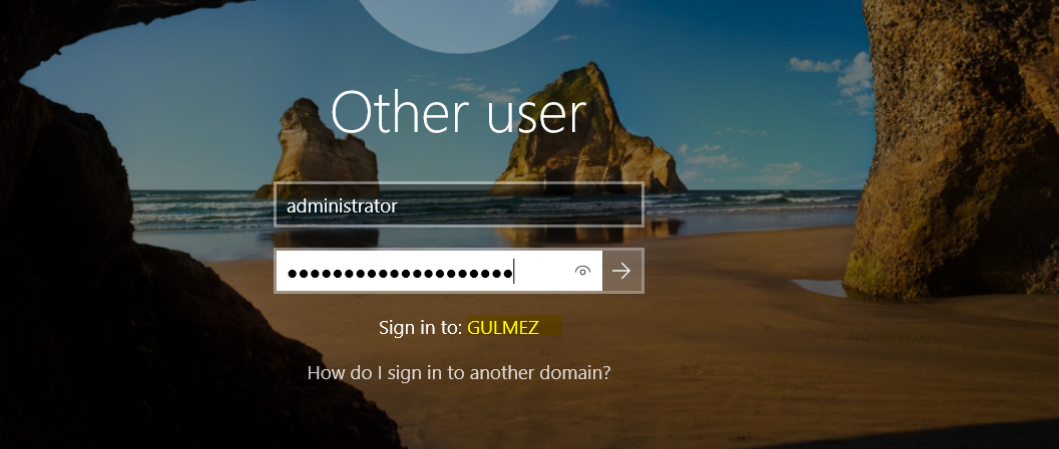 Other user
administrator
Sign in to: GULMEZ
How do I sign in to another domain?